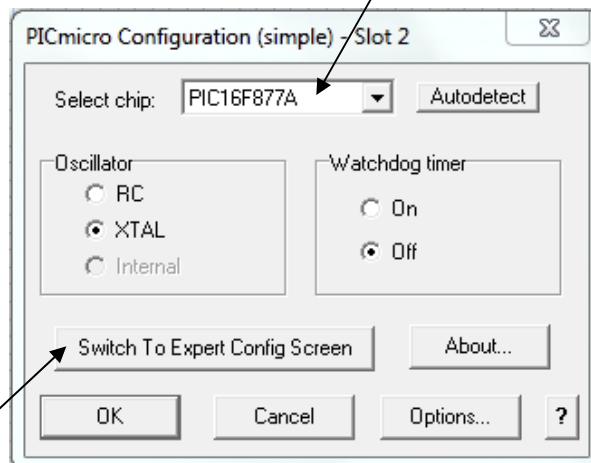 PICmicro Configuration (simple) - Slot 2
Select chip: PIC16F877A Autodetect
Oscillator
RC
XTAL
Internal
Watchdog timer
On
Off
Switch To Expert Config Screen About...
OK Cancel Options... ?